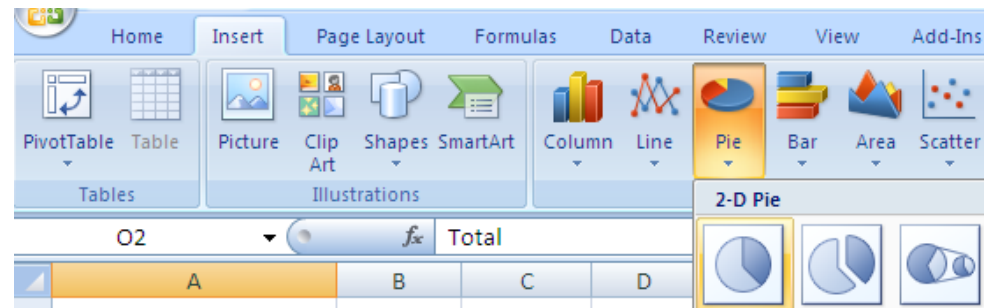 Home Insert Page Layout Formulas Data Review View Add-Ins
PivotTable Table Picture Clip Art Shapes SmartArt Column Line Pie Bar Area Scatter
Tables Illustrations
2-D Pie
O2 fx Total
A B C D